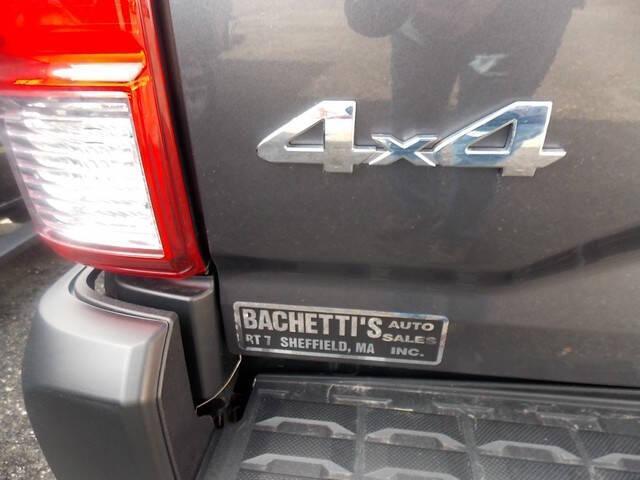 4x4
BACHETTI'S AUTO SALES INC.
RT 7 SHEFFIELD, MA